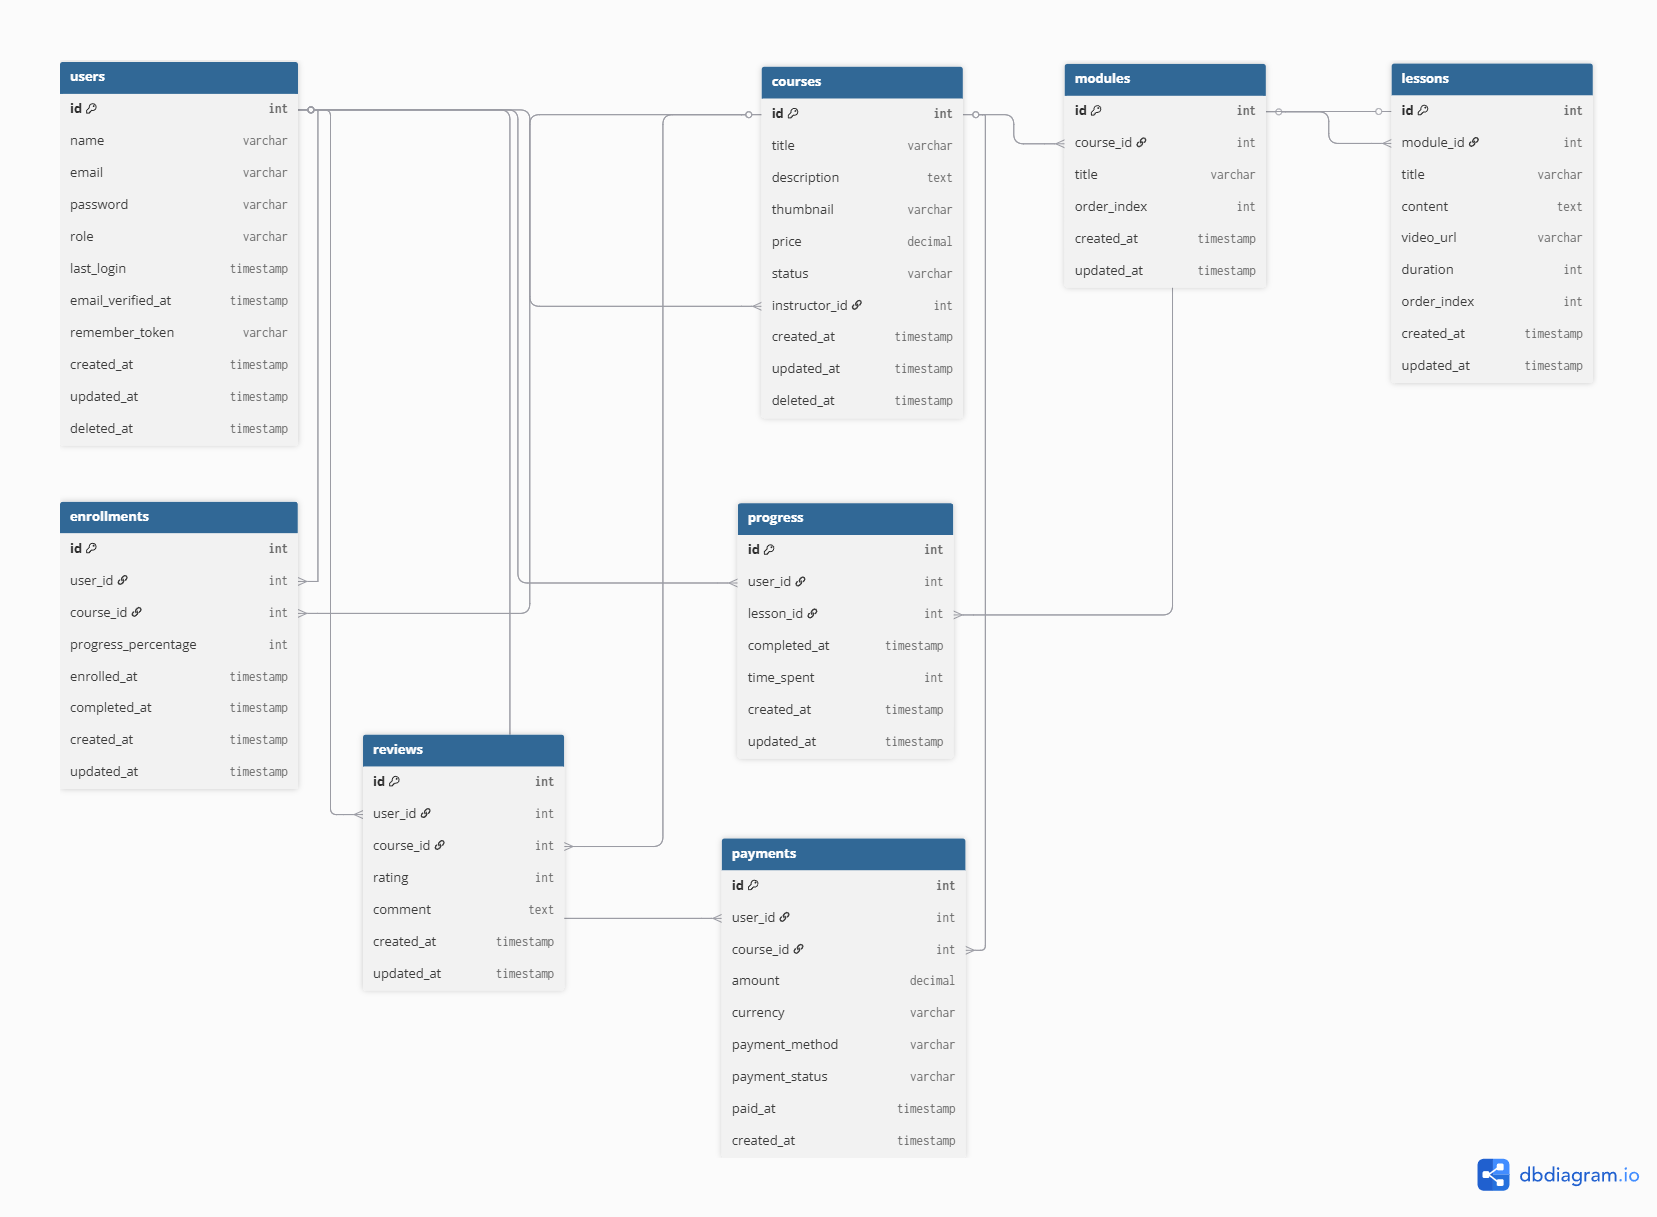 users
id int
name varchar
email varchar
password varchar
role varchar
last_login timestamp
email_verified_at timestamp
remember_token varchar
created_at timestamp
updated_at timestamp
deleted_at timestamp
courses
id int
title varchar
description text
thumbnail varchar
price decimal
status varchar
instructor_id int
created_at timestamp
updated_at timestamp
deleted_at timestamp
modules
id int
course_id int
title varchar
order_index int
created_at timestamp
updated_at timestamp
lessons
id int
module_id int
title varchar
content text
video_url varchar
duration int
order_index int
created_at timestamp
updated_at timestamp
enrollments
id int
user_id int
course_id int
progress_percentage int
enrolled_at timestamp
completed_at timestamp
created_at timestamp
updated_at timestamp
progress
id int
user_id int
lesson_id int
completed_at timestamp
time_spent int
created_at timestamp
updated_at timestamp
reviews
id int
user_id int
course_id int
rating int
comment text
created_at timestamp
updated_at timestamp
payments
id int
user_id int
course_id int
amount decimal
currency varchar
payment_method varchar
payment_status varchar
paid_at timestamp
created_at timestamp
dbdiagram.io